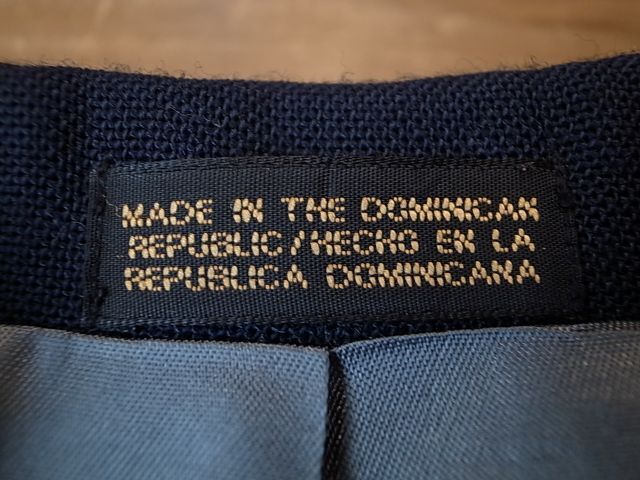 MADE IN THE DOMINICAN
REPUBLIC/HECHO EN LA
REPUBLICA DOMINICANA